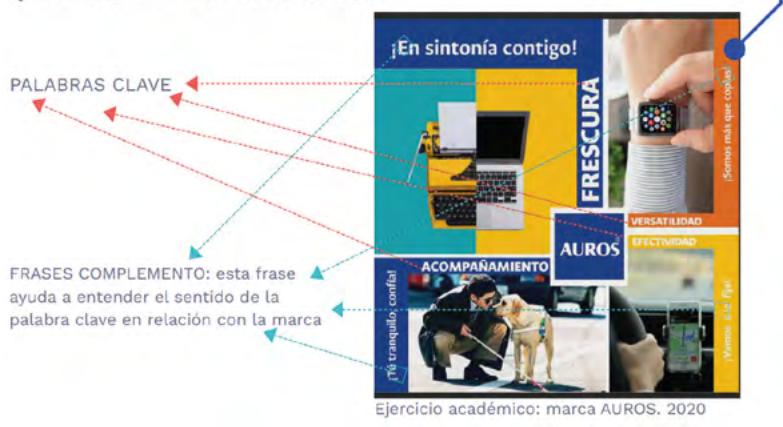 ¡En sintonía contigo!
PALABRAS CLAVE
FRESCURA
¡Somos más que copias!
VERSATILIDAD
EFECTIVIDAD
AUROS
ACOMPAÑAMIENTO
FRASES COMPLEMENTO: esta frase
ayuda a entender el sentido de la
palabra clave en relación con la marca
¡Tú tranquilo, confía!
¡Vamos a la fija!
Ejercicio académico: marca AUROS. 2020